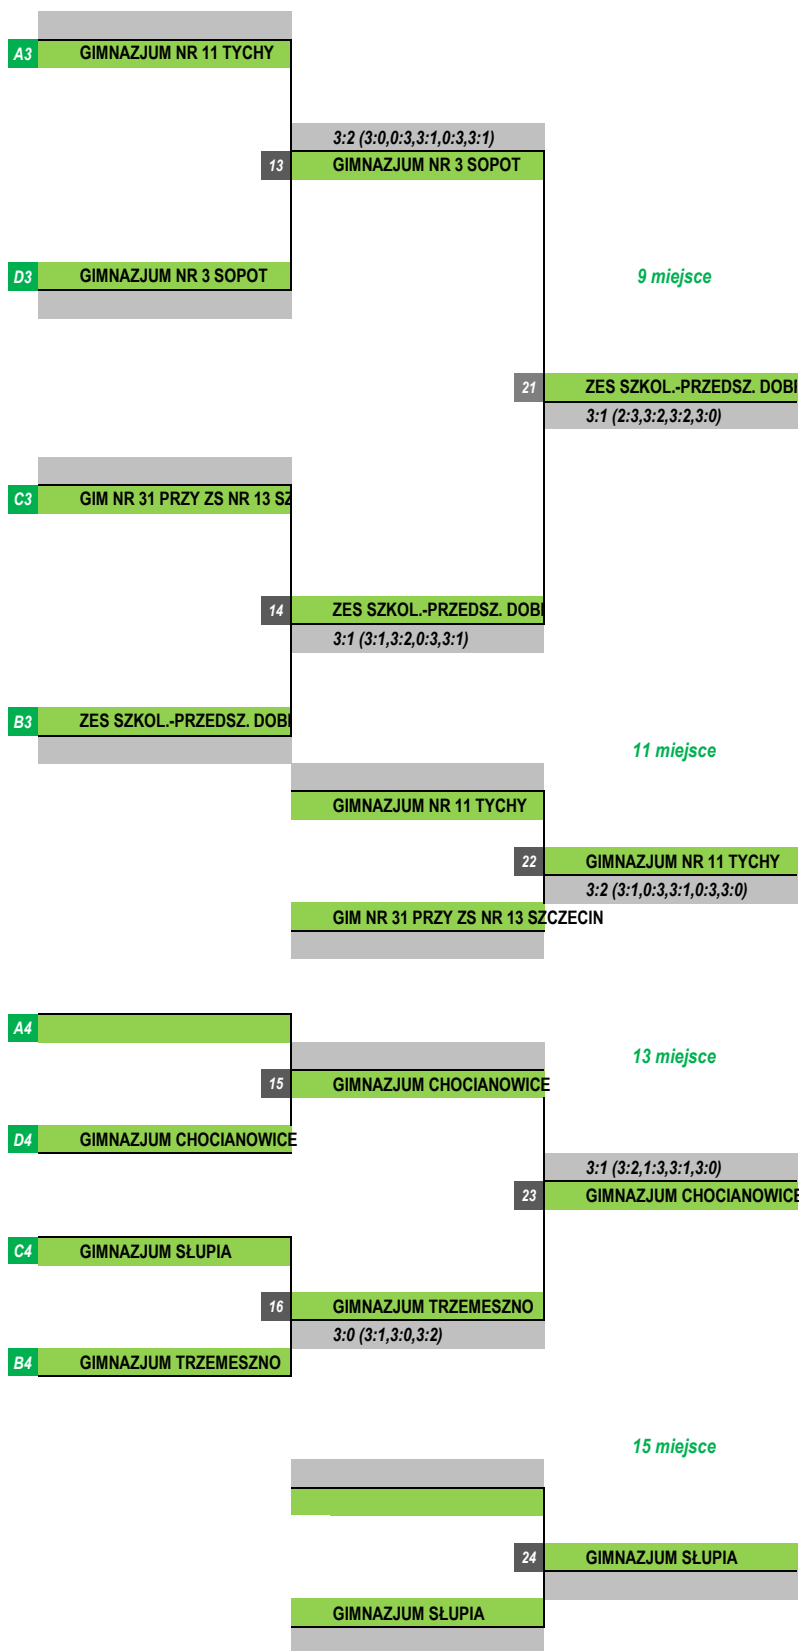 A3 GIMNAZJUM NR 11 TYCHY
3:2 (3:0,0:3,3:1,0:3,3:1)
13 GIMNAZJUM NR 3 SOPOT
D3 GIMNAZJUM NR 3 SOPOT
9 miejsce
21 ZES SZKOL.-PRZEDSZ.
3:1 (2:3,3:2,3:2,3:0)
C3 GIM NR 31 PRZY ZS NR 13
14 ZES SZKOL.-PRZEDSZ.
3:1 (3:1,3:2,0:3,3:1)
B3 ZES SZKOL.-PRZEDSZ.
11 miejsce
GIMNAZJUM NR 11 TYCHY
22 GIMNAZJUM NR 11 TYCHY
3:2 (3:1,0:3,3:1,0:3,3:0)
GIM NR 31 PRZY ZS NR 13 SZCZECIN
A4
13 miejsce
15 GIMNAZJUM CHOCIANOWICE
D4 GIMNAZJUM CHOCIANOWICE
3:1 (3:2,1:3,3:1,3:0)
23 GIMNAZJUM CHOCIANOWICE
C4 GIMNAZJUM SŁUPIA
16 GIMNAZJUM TRZEMESZNO
3:0 (3:1,3:0,3:2)
B4 GIMNAZJUM TRZEMESZNO
15 miejsce
24 GIMNAZJUM SŁUPIA
GIMNAZJUM SŁUPIA